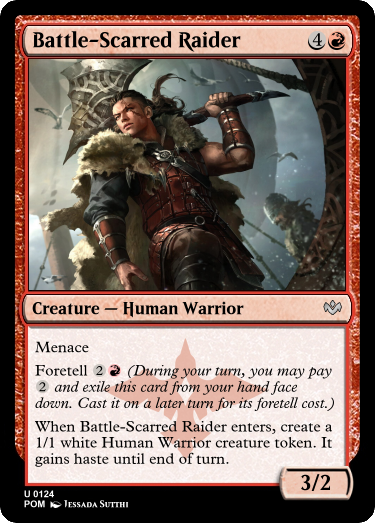 Battle-Scarred Raider 4
Creature — Human Warrior
Menace
Foretell 2 (During your turn, you may pay
2 and exile this card from your hand face
down. Cast it on a later turn for its foretell cost.)
When Battle-Scarred Raider enters, create a
1/1 white Human Warrior creature token. It
gains haste until end of turn.
3/2
U 0124
POM Jessada Sutthi